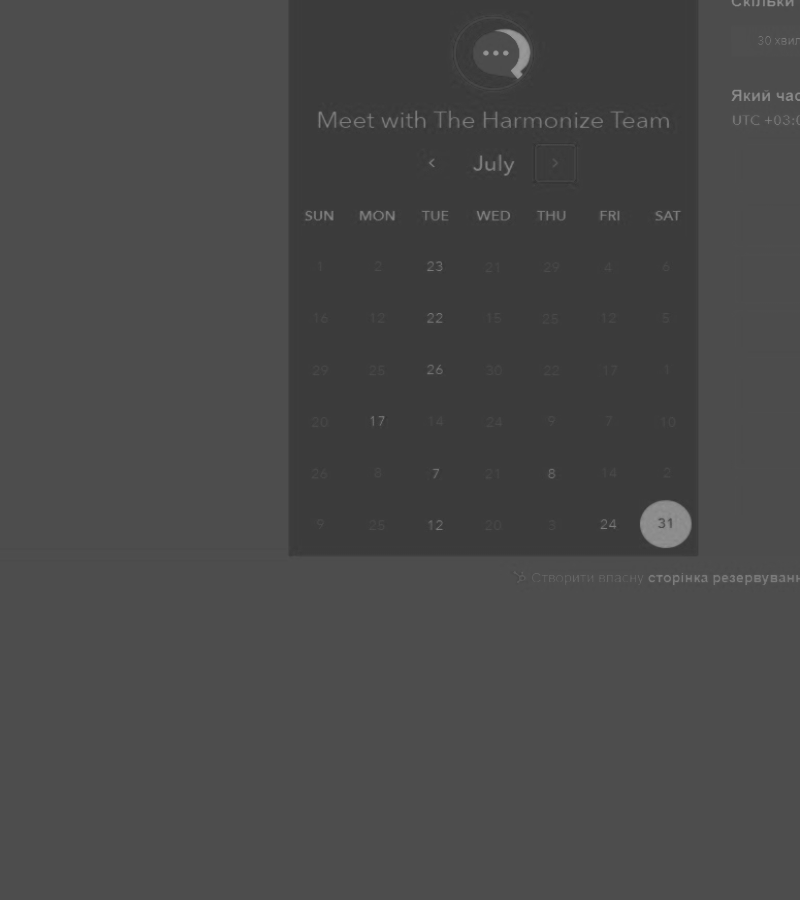 Скільки
30 хвил
Meet with The Harmonize Team
Який час
UTC +03:0
July
SUN MON TUE WED THU FRI SAT
1 2 23 21 29 4 6
16 12 22 15 25 12 5
29 25 26 30 22 17 1
20 17 14 24 9 7 10
26 8 7 21 8 14 2
9 25 12 20 3 24 31
Створити власну сторінка резервуванн